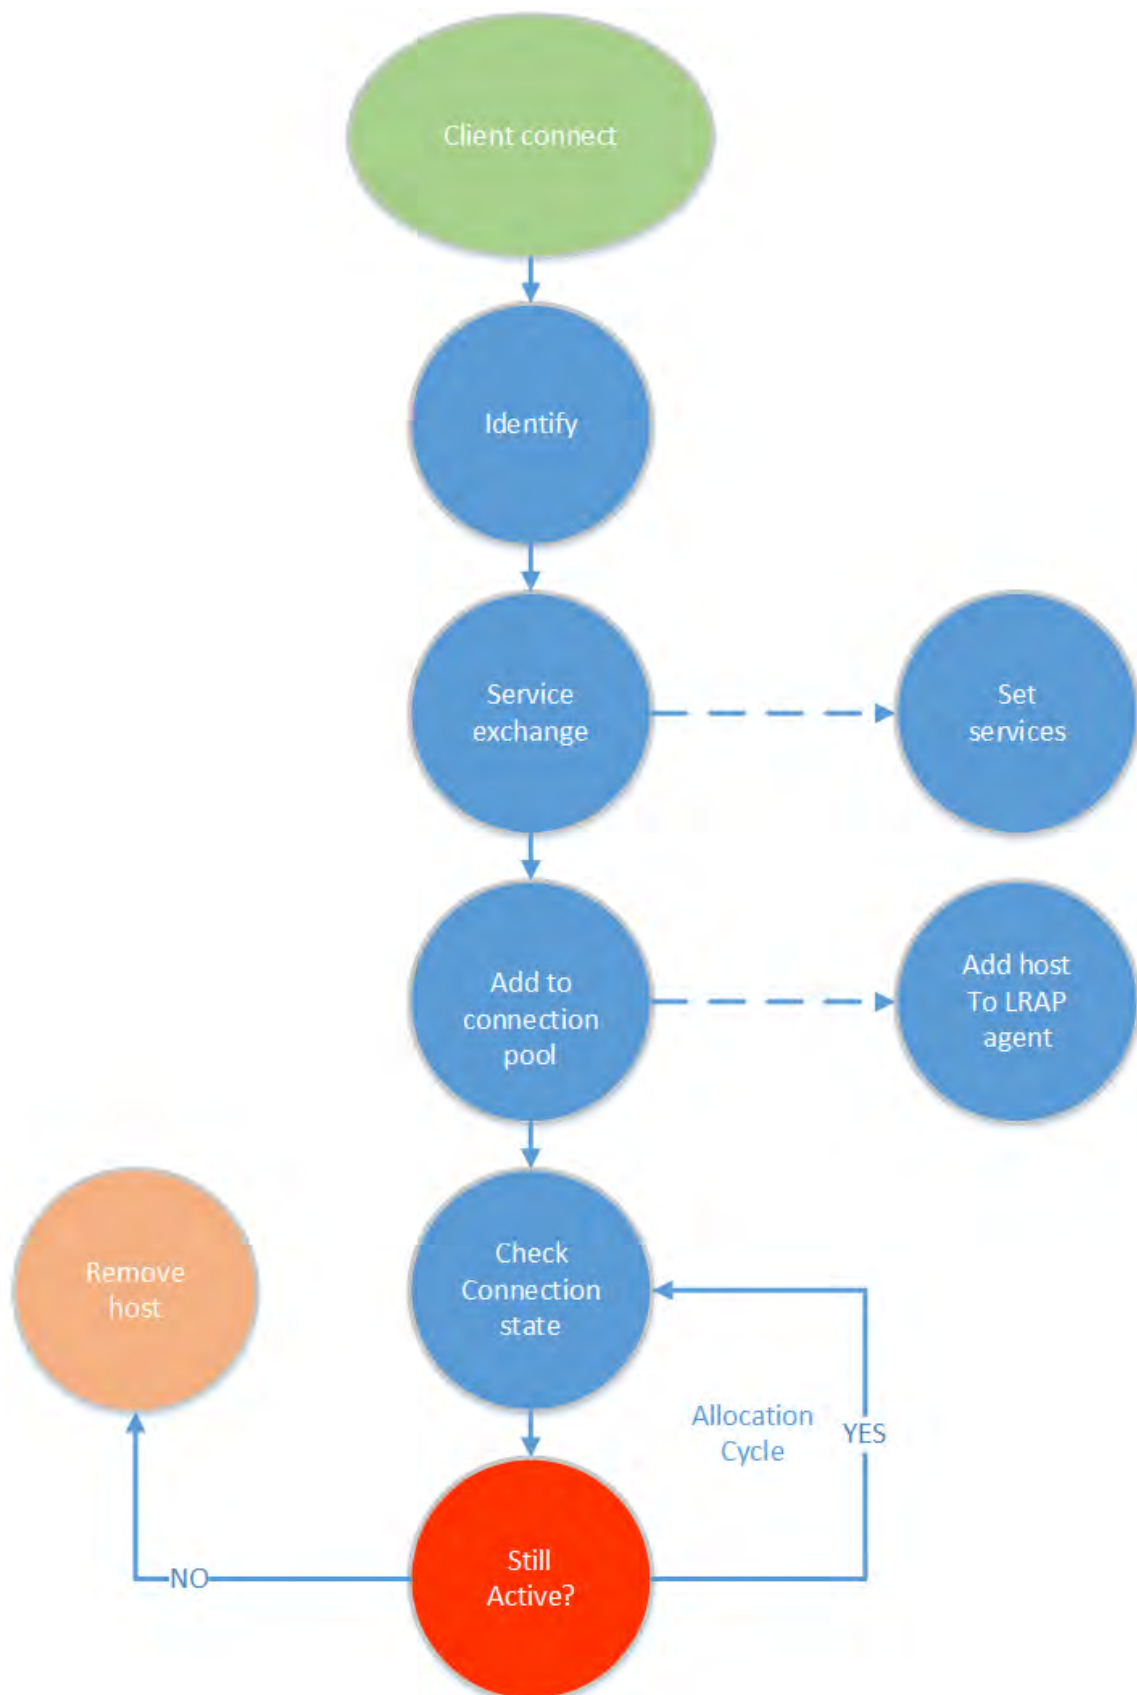 Client connect
Identify
Service
exchange
Set
services
Add to
connection
pool
Add host
To LRAP
agent
Remove
host
Check
Connection
state
Allocation
Cycle
YES
NO
Still
Active?